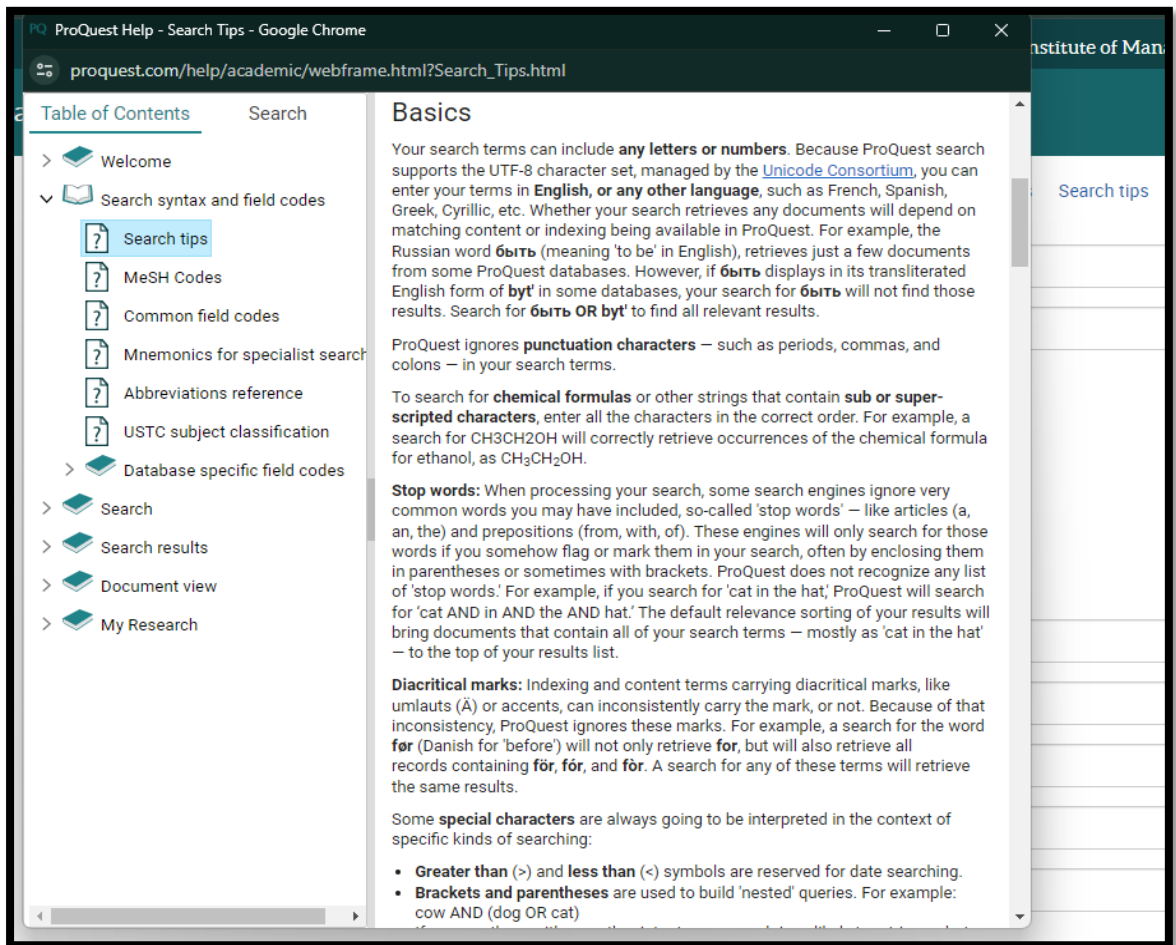 PQ ProQuest Help - Search Tips - Google Chrome
nstitute of Man
proquest.com/help/academic/webframe.html?Search_Tips.html
Table of Contents
Search
Welcome
Search syntax and field codes
Search tips
MeSH Codes
Common field codes
Mnemonics for specialist search
Abbreviations reference
USTC subject classification
Database specific field codes
Search
Search results
Document view
My Research
Basics
Your search terms can include any letters or numbers. Because ProQuest search
supports the UTF-8 character set, managed by the Unicode Consortium, you can
enter your terms in English, or any other language, such as French, Spanish,
Greek, Cyrillic, etc. Whether your search retrieves any documents will depend on
matching content or indexing being available in ProQuest. For example, the
Russian word быть (meaning 'to be' in English), retrieves just a few documents
from some ProQuest databases. However, if быть displays in its transliterated
English form of byt' in some databases, your search for быть will not find those
results. Search for быть OR byt' to find all relevant results.
ProQuest ignores punctuation characters — such as periods, commas, and
colons — in your search terms.
To search for chemical formulas or other strings that contain sub or super-
scripted characters, enter all the characters in the correct order. For example, a
search for CH3CH2OH will correctly retrieve occurrences of the chemical formula
for ethanol, as CH₃CH₂OH.
Stop words: When processing your search, some search engines ignore very
common words you may have included, so-called 'stop words' — like articles (a,
an, the) and prepositions (from, with, of). These engines will only search for those
words if you somehow flag or mark them in your search, often by enclosing them
in parentheses or sometimes with brackets. ProQuest does not recognize any list
of 'stop words.' For example, if you search for 'cat in the hat,' ProQuest will search
for 'cat AND in AND the AND hat.' The default relevance sorting of your results will
bring documents that contain all of your search terms — mostly as 'cat in the hat'
— to the top of your results list.
Diacritical marks: Indexing and content terms carrying diacritical marks, like
umlauts (Ä) or accents, can inconsistently carry the mark, or not. Because of that
inconsistency, ProQuest ignores these marks. For example, a search for the word
før (Danish for 'before') will not only retrieve for, but will also retrieve all
records containing för, fór, and fòr. A search for any of these terms will retrieve
the same results.
Some special characters are always going to be interpreted in the context of
specific kinds of searching:
• Greater than (>) and less than (<) symbols are reserved for date searching.
• Brackets and parentheses are used to build 'nested' queries. For example:
cow AND (dog OR cat)
Search tips